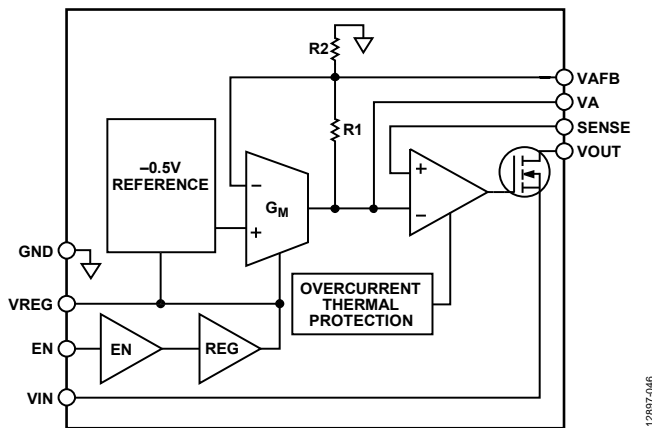 R2
VAFB
VA
R1
SENSE
VOUT
–0.5V
REFERENCE
–
GM
+
+
–
GND
OVERCURRENT
THERMAL
PROTECTION
VREG
EN
EN
REG
VIN
12897-046